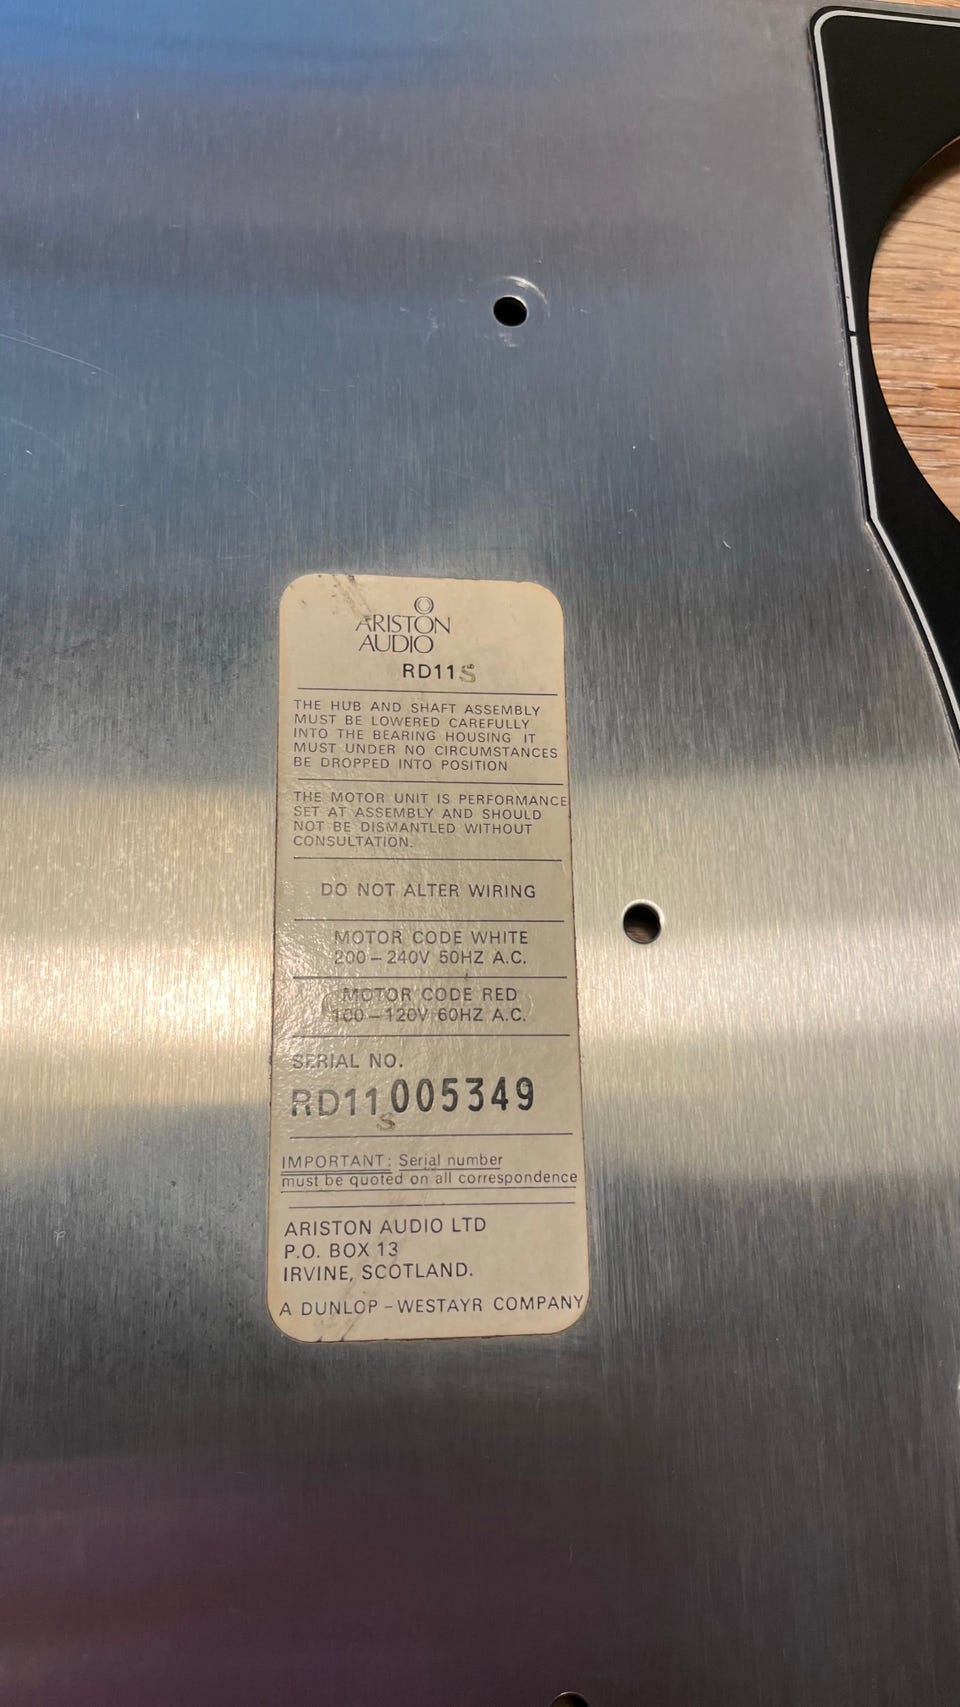 ARISTON
AUDIO
RD11S
THE HUB AND SHAFT ASSEMBLY
MUST BE LOWERED CAREFULLY
INTO THE BEARING HOUSING IT
MUST UNDER NO CIRCUMSTANCES
BE DROPPED INTO POSITION
THE MOTOR UNIT IS PERFORMANCE
SET AT ASSEMBLY AND SHOULD
NOT BE DISMANTLED WITHOUT
CONSULTATION.
DO NOT ALTER WIRING
MOTOR CODE WHITE
200-240V 50HZ A.C.
MOTOR CODE RED
100-120V 60HZ A.C.
SERIAL NO.
RD11S 005349
IMPORTANT: Serial number
must be quoted on all correspondence
ARISTON AUDIO LTD
P.O. BOX 13
IRVINE, SCOTLAND.
A DUNLOP-WESTAYR COMPANY